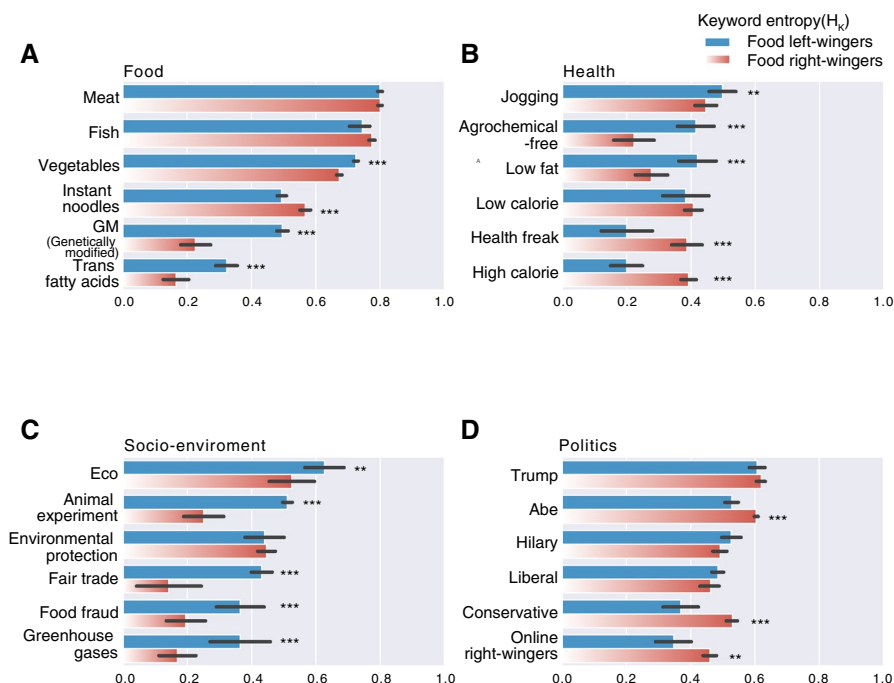 Keyword entropy(HK)
Food left-wingers
Food right-wingers
A
Food
Meat
Fish
Vegetables
***
Instant
noodles
***
GM
***
(Genetically
modified)
Trans
***
fatty acids
0.0 0.2 0.4 0.6 0.8 1.0
B
Health
Jogging
**
Agrochemical
***
-free
A
Low fat
***
Low calorie
Health freak
***
High calorie
***
0.0 0.2 0.4 0.6 0.8 1.0
C
Socio-enviroment
Eco
**
Animal
***
experiment
Environmental
protection
Fair trade
***
Food fraud
***
Greenhouse
***
gases
0.0 0.2 0.4 0.6 0.8 1.0
D
Politics
Trump
Abe
***
Hilary
Liberal
Conservative
***
Online
right-wingers
**
0.0 0.2 0.4 0.6 0.8 1.0